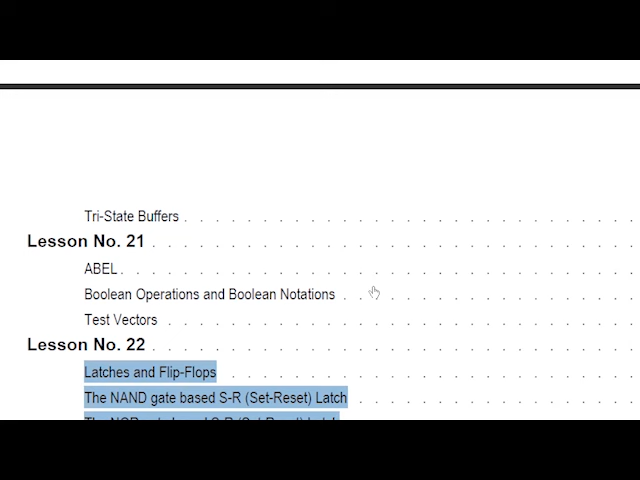 Tri-State Buffers . . . . . . . . . . . . . . . . . . . . . . . . . . . . .
Lesson No. 21 . . . . . . . . . . . . . . . . . . . . . . . . . . . . . . .
ABEL . . . . . . . . . . . . . . . . . . . . . . . . . . . . . . . . .
Boolean Operations and Boolean Notations . . . . . . . . . . . . . . . . . . .
Test Vectors . . . . . . . . . . . . . . . . . . . . . . . . . . . . . .
Lesson No. 22 . . . . . . . . . . . . . . . . . . . . . . . . . . . . . . .
Latches and Flip-Flops . . . . . . . . . . . . . . . . . . . . . . . . . .
The NAND gate based S-R (Set-Reset) Latch . . . . . . . . . . . . . . . . . .